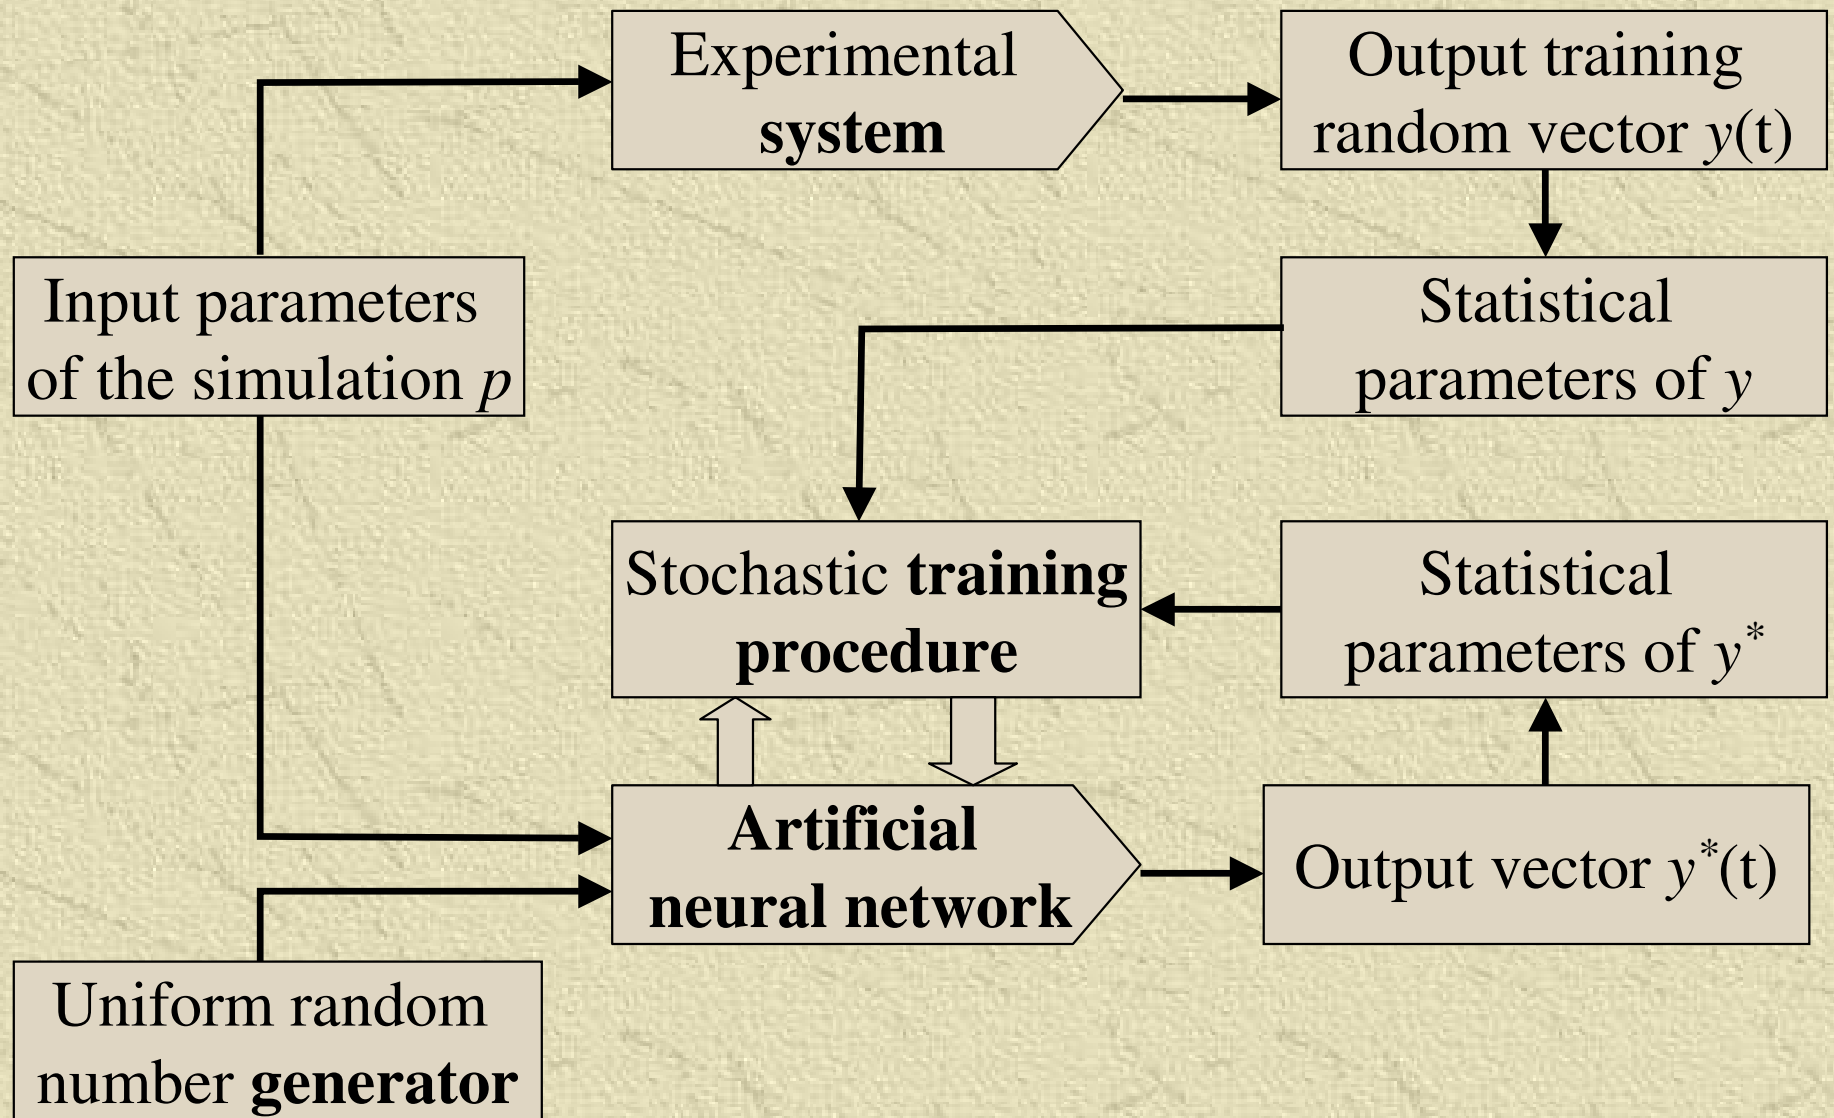 Experimental
system
Output training
random vector y(t)
Input parameters
of the simulation p
Statistical
parameters of y
Stochastic training
procedure
Statistical
parameters of y*
Artificial
neural network
Output vector y*(t)
Uniform random
number generator